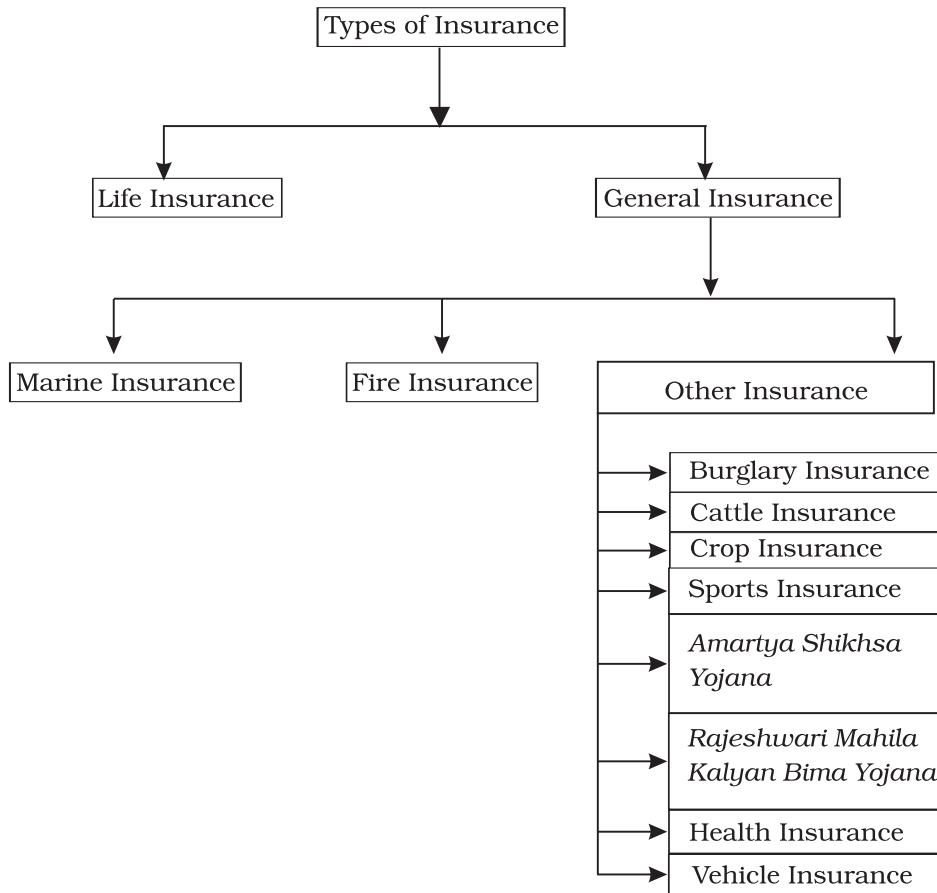 Types of Insurance
Life Insurance
General Insurance
Marine Insurance
Fire Insurance
Other Insurance
Burglary Insurance
Cattle Insurance
Crop Insurance
Sports Insurance
Amartya Shikhsa
Yojana
Rajeshwari Mahila
Kalyan Bima Yojana
Health Insurance
Vehicle Insurance